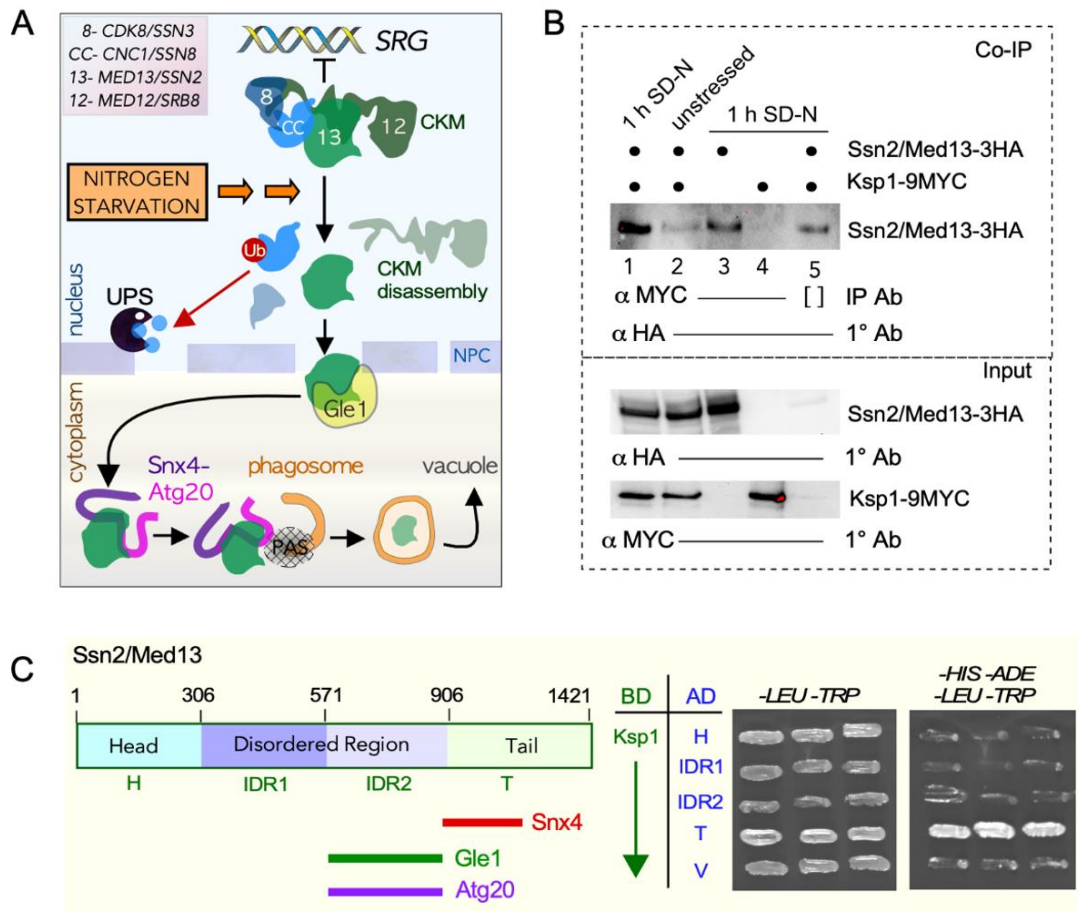 A
8- CDK8/SSN3
CC- CNC1/SSN8
13- MED13/SSN2
12- MED12/SRB8
SRG
8
CC
13
12
CKM
NITROGEN
STARVATION
Ub
CKM
disassembly
UPS
nucleus
NPC
Gle1
cytoplasm
Snx4-
Atg20
phagosome
vacuole
PAS
B
Co-IP
1 h SD-N
unstressed
1 h SD-N
Ssn2/Med13-3HA
Ksp1-9MYC
Ssn2/Med13-3HA
1 2 3 4 5
α MYC [ ] IP Ab
α HA 1° Ab
Input
Ssn2/Med13-3HA
α HA 1° Ab
Ksp1-9MYC
α MYC 1° Ab
C
Ssn2/Med13
1 306 571 906 1421
Head Disordered Region Tail
H IDR1 IDR2 T
Snx4
Gle1
Atg20
BD AD -LEU -TRP
-HIS -ADE
-LEU -TRP
Ksp1 H
IDR1
IDR2
T
V